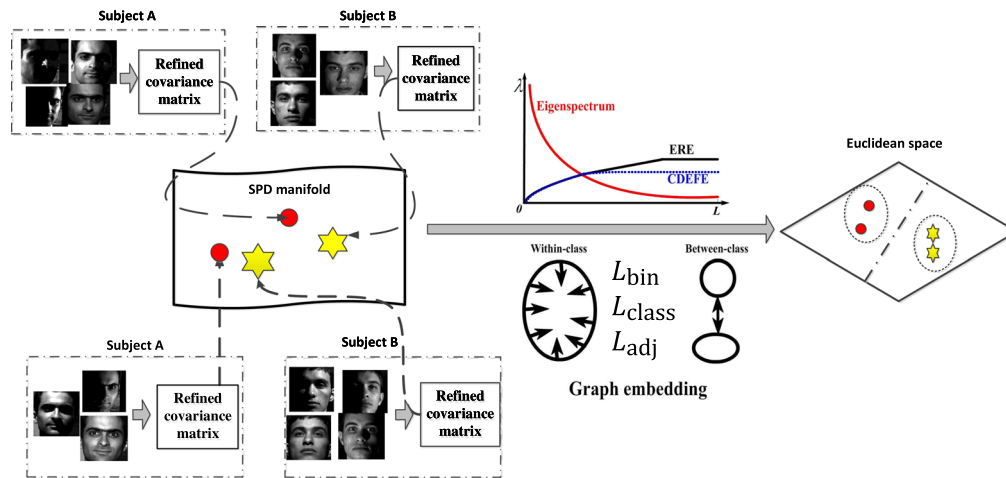 Subject A
Refined
covariance
matrix
Subject B
Refined
covariance
matrix
SPD manifold
λ
Eigenspectrum
ERE
CDEFE
0
L
Euclidean space
Within-class
Between-class
L_bin
L_class
L_adj
Graph embedding
Subject A
Refined
covariance
matrix
Subject B
Refined
covariance
matrix